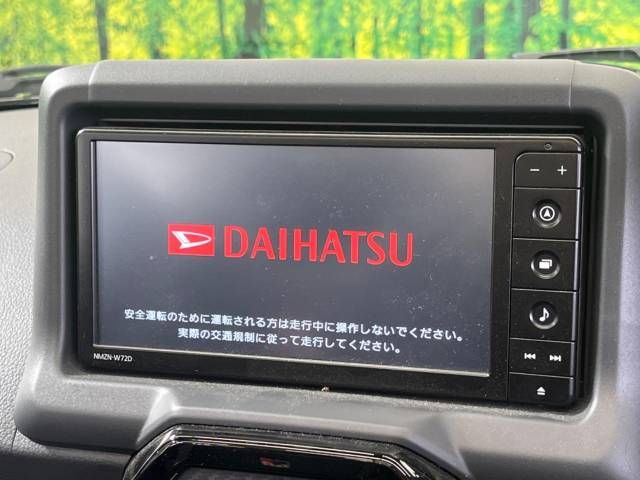 DAIHATSU
安全運転のために運転される方は走行中に操作しないでください。
実際の交通規制に従って走行してください。
NMZN-W72D